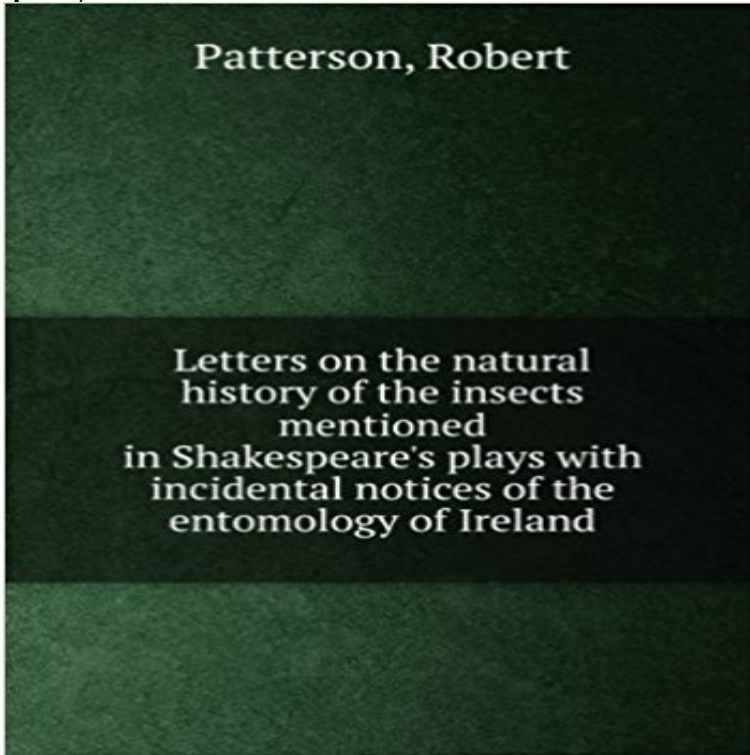 Patterson, Robert
Letters on the natural
history of the insects
mentioned
in Shakespeare's plays with
incidental notices of the
entomology of Ireland